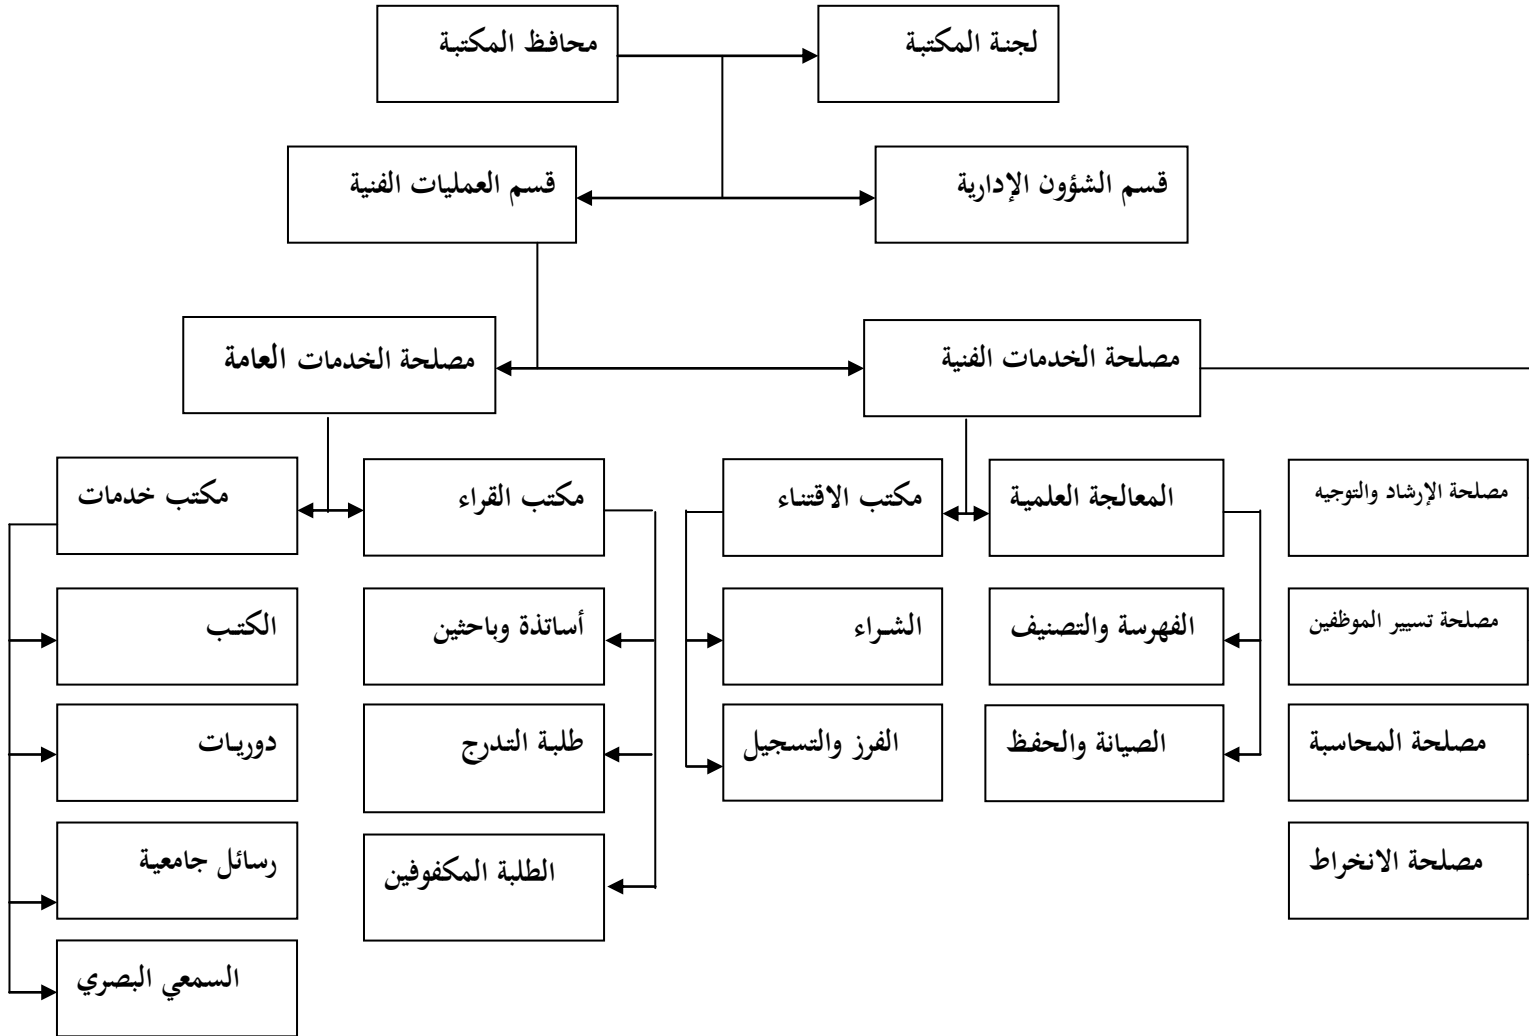 لجنة المكتبة
محافظ المكتبة
قسم الشؤون الإدارية
قسم العمليات الفنية
مصلحة الخدمات الفنية
مصلحة الخدمات العامة
مصلحة الإرشاد والتوجيه
المعالجة العلمية
مكتب الاقتناء
مكتب القراء
مكتب خدمات
مصلحة تسيير الموظفين
الفهرسة والتصنيف
الشراء
أساتذة وباحثين
الكتب
مصلحة المحاسبة
الصيانة والحفظ
الفرز والتسجيل
طلبة التدرج
دوريات
مصلحة الانخراط
الطلبة المكفوفين
رسائل جامعية
السمعي البصري